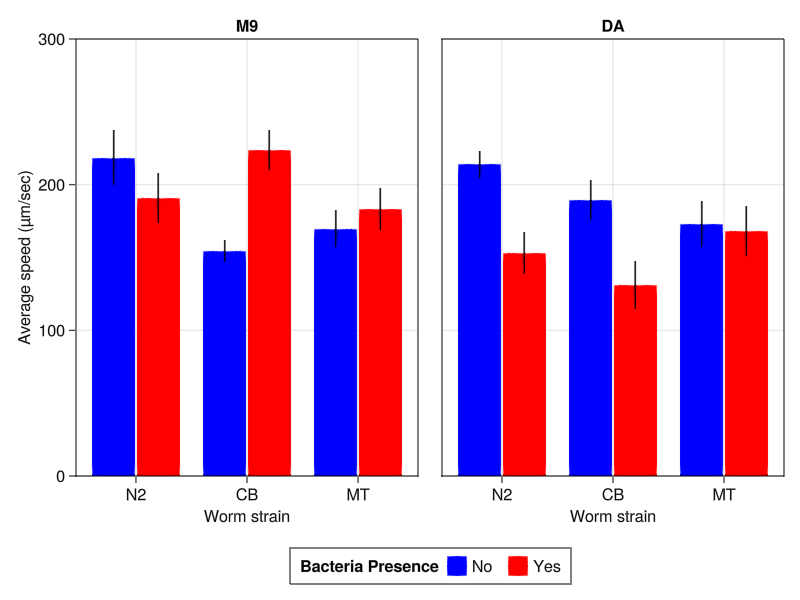 M9
DA
Average speed (μm/sec)
300
200
100
0
N2 CB MT
Worm strain
N2 CB MT
Worm strain
Bacteria Presence No Yes